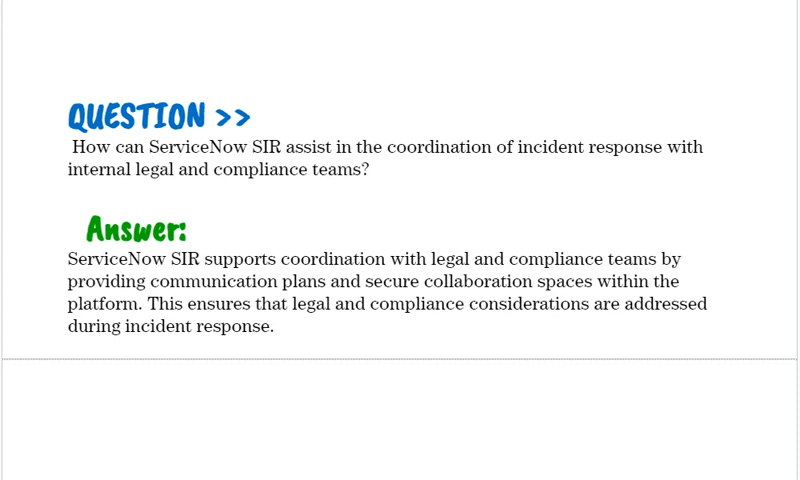 QUESTION >>
How can ServiceNow SIR assist in the coordination of incident response with
internal legal and compliance teams?
Answer:
ServiceNow SIR supports coordination with legal and compliance teams by
providing communication plans and secure collaboration spaces within the
platform. This ensures that legal and compliance considerations are addressed
during incident response.